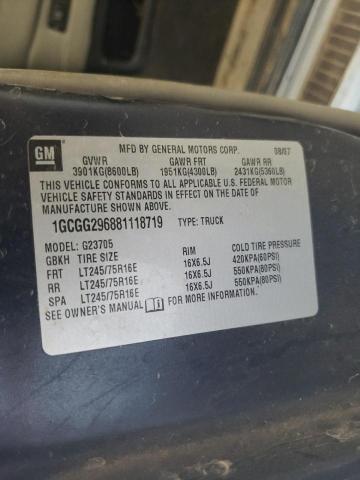 GM
MFD BY GENERAL MOTORS CORP. 08/07
GVWR GAWR FRT GAWR RR
3901KG(8600LB) 1951KG(4300LB) 2431KG(5360LB)
THIS VEHICLE CONFORMS TO ALL APPLICABLE U.S. FEDERAL MOTOR
VEHICLE SAFETY STANDARDS IN EFFECT ON THE DATE OF
MANUFACTURE SHOWN ABOVE.
1GCGG296881118719 TYPE: TRUCK
MODEL: G23705
GBKH TIRE SIZE RIM COLD TIRE PRESSURE
FRT LT245/75R16E 16X6.5J 420KPA(60PSI)
RR LT245/75R16E 16X6.5J 550KPA(80PSI)
SPA LT245/75R16E 16X6.5J 550KPA(80PSI)
SEE OWNER'S MANUAL FOR MORE INFORMATION.